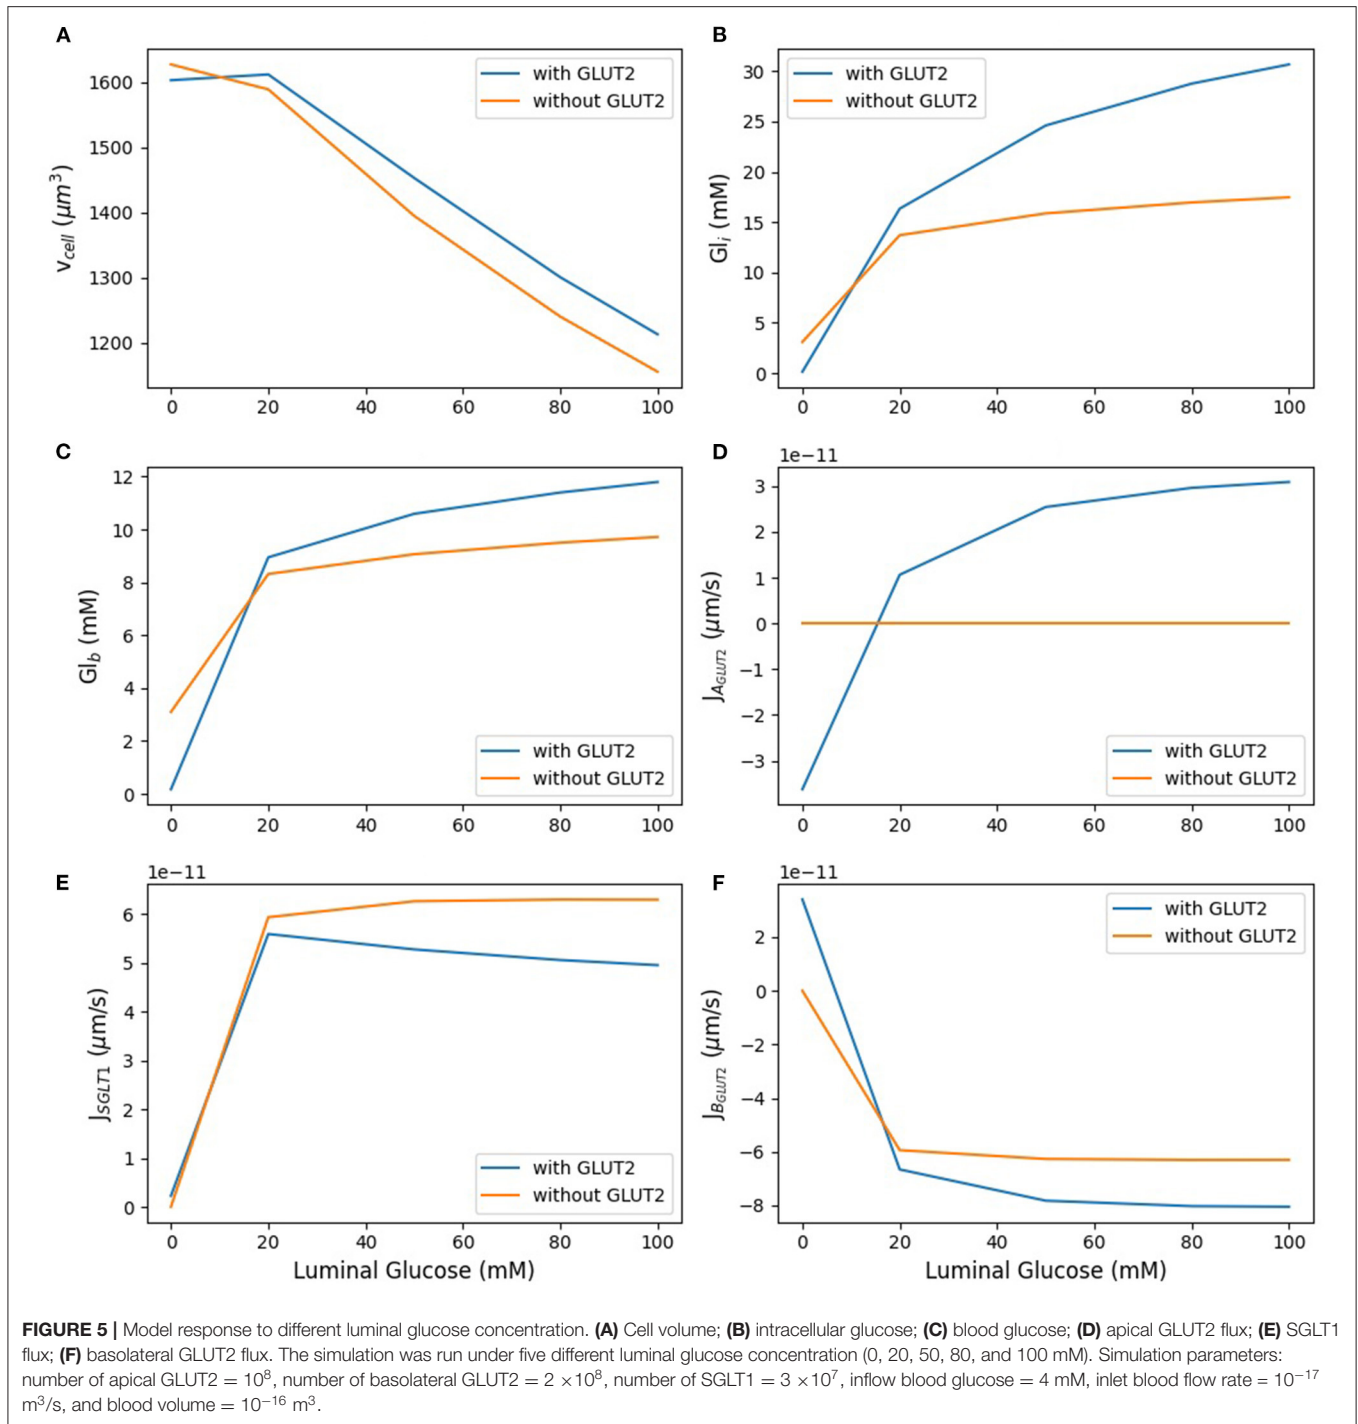 A
v_cell (μm³)
1600
1500
1400
1300
1200
0 20 40 60 80 100
with GLUT2
without GLUT2
B
Gl_i (mM)
30
25
20
15
10
5
0
0 20 40 60 80 100
with GLUT2
without GLUT2
C
Gl_b (mM)
12
10
8
6
4
2
0
0 20 40 60 80 100
with GLUT2
without GLUT2
D
1e−11
J_A_GLUT2 (μm/s)
3
2
1
0
−1
−2
−3
0 20 40 60 80 100
with GLUT2
without GLUT2
E
1e−11
J_SGLT1 (μm/s)
6
5
4
3
2
1
0
0 20 40 60 80 100
Luminal Glucose (mM)
with GLUT2
without GLUT2
F
1e−11
J_B_GLUT2 (μm/s)
2
0
−2
−4
−6
−8
0 20 40 60 80 100
Luminal Glucose (mM)
with GLUT2
without GLUT2
FIGURE 5 | Model response to different luminal glucose concentration. (A) Cell volume; (B) intracellular glucose; (C) blood glucose; (D) apical GLUT2 flux; (E) SGLT1
flux; (F) basolateral GLUT2 flux. The simulation was run under five different luminal glucose concentration (0, 20, 50, 80, and 100 mM). Simulation parameters:
number of apical GLUT2 = 10⁸, number of basolateral GLUT2 = 2 ×10⁸, number of SGLT1 = 3 ×10⁷, inflow blood glucose = 4 mM, inlet blood flow rate = 10⁻¹⁷
m³/s, and blood volume = 10⁻¹⁶ m³.